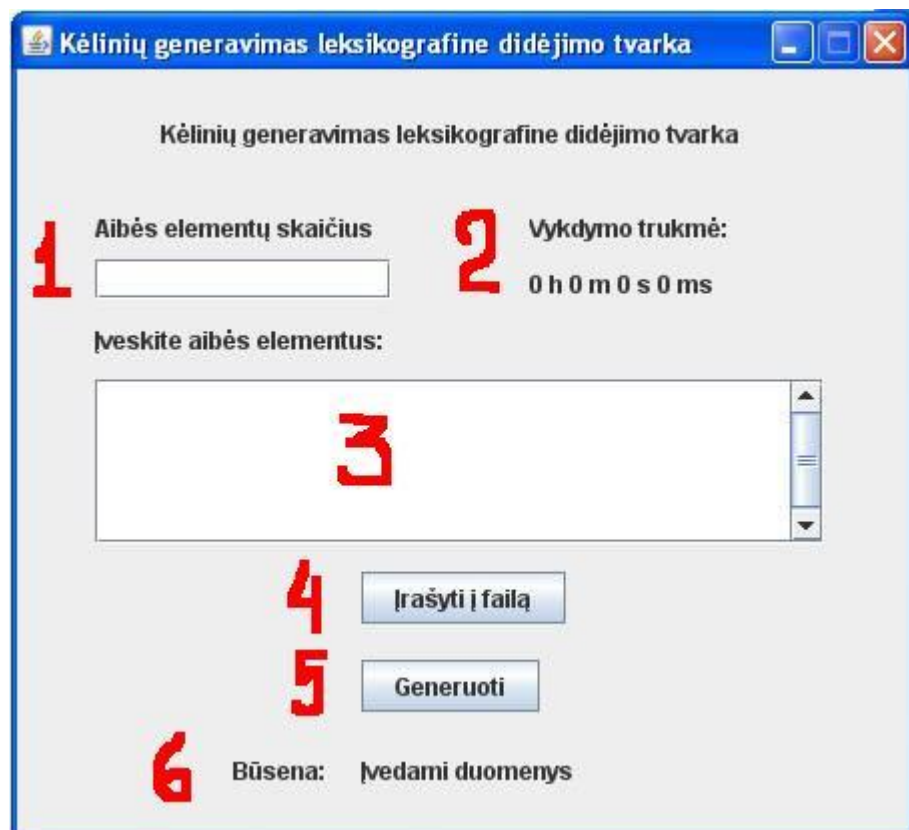 Kėlinių generavimas leksikografine didėjimo tvarka
Kėlinių generavimas leksikografine didėjimo tvarka
1 Aibės elementų skaičius 2 Vykdymo trukmė:
0 h 0 m 0 s 0 ms
Įveskite aibės elementus:
3
4 Įrašyti į failą
5 Generuoti
6 Būsena: Įvedami duomenys